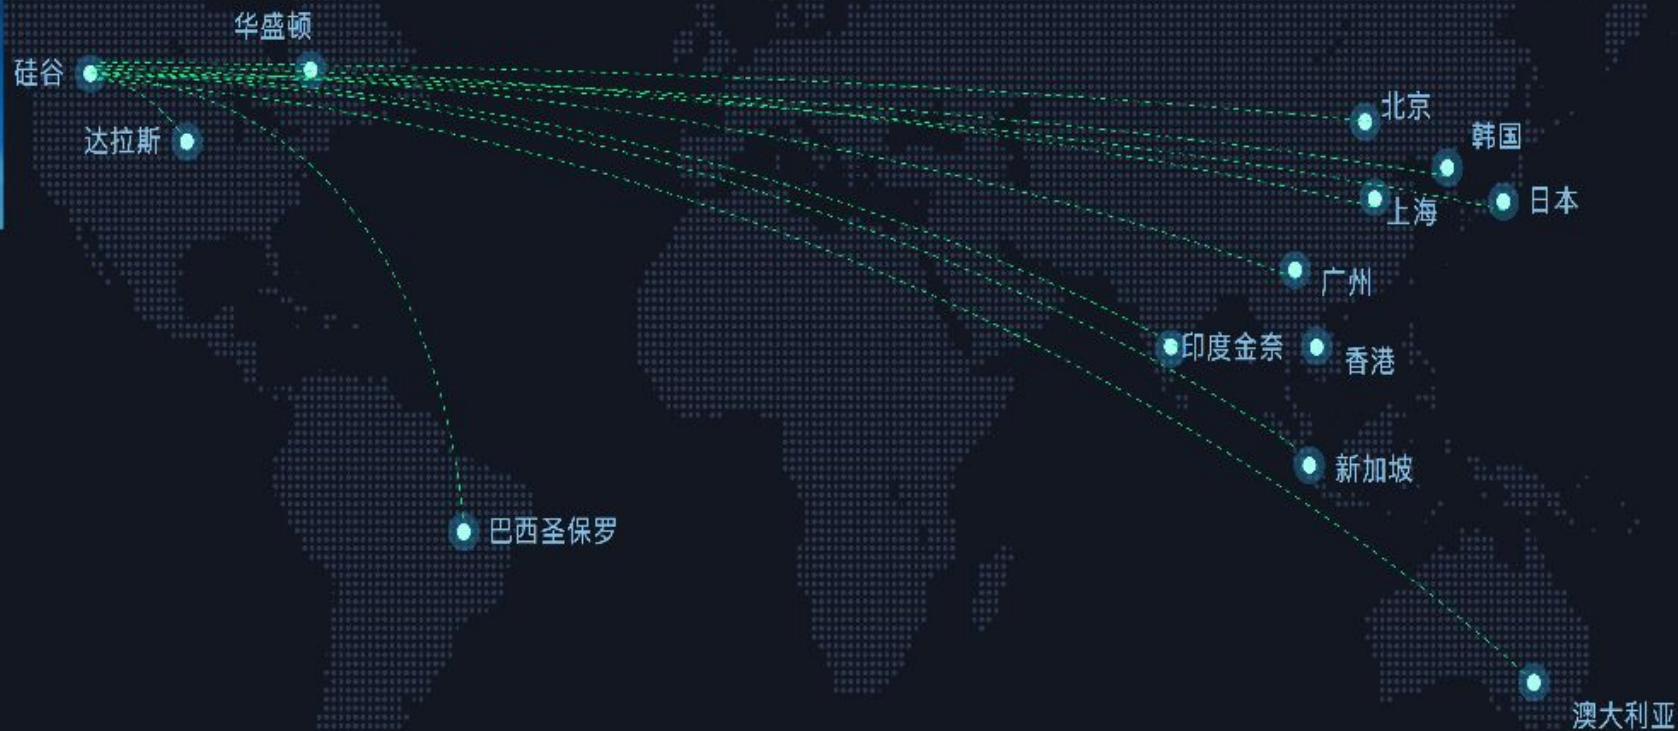 华盛顿
硅谷
达拉斯
北京
韩国
上海
日本
广州
印度金奈
香港
新加坡
巴西圣保罗
澳大利亚